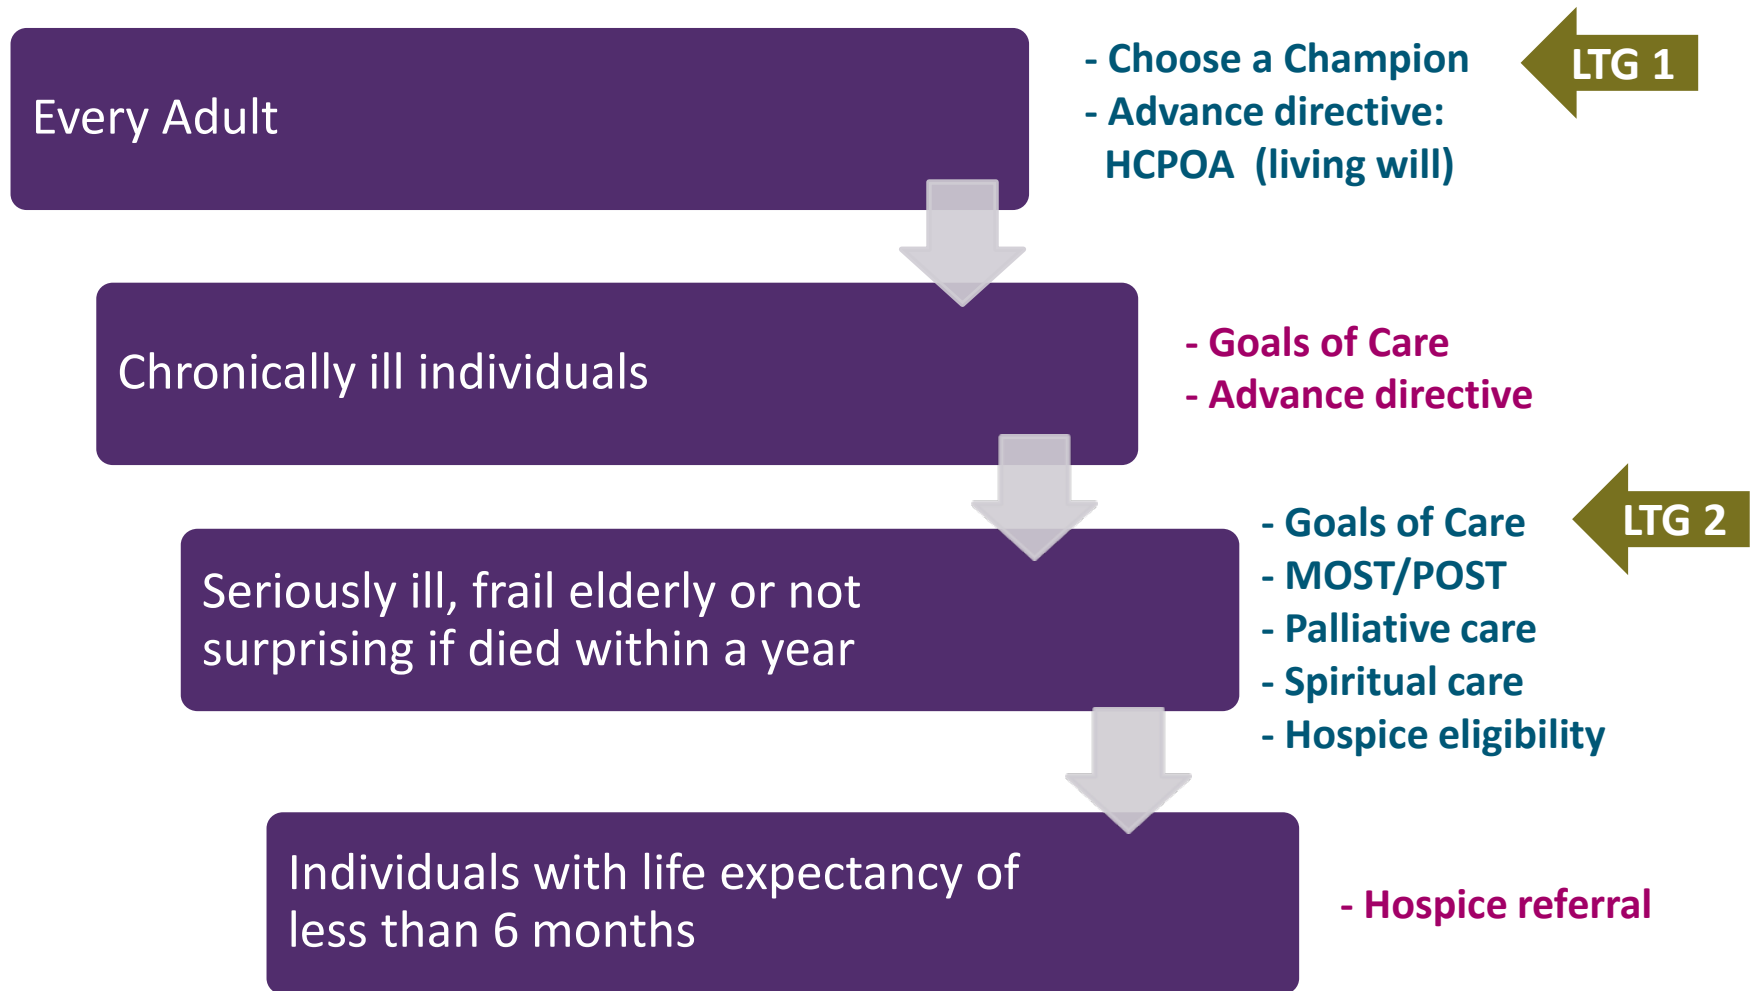 Every Adult
- Choose a Champion
- Advance directive:
HCPOA  (living will)
LTG 1
Chronically ill individuals
- Goals of Care
- Advance directive
Seriously ill, frail elderly or not
surprising if died within a year
- Goals of Care
- MOST/POST
- Palliative care
- Spiritual care
- Hospice eligibility
LTG 2
Individuals with life expectancy of
less than 6 months
- Hospice referral